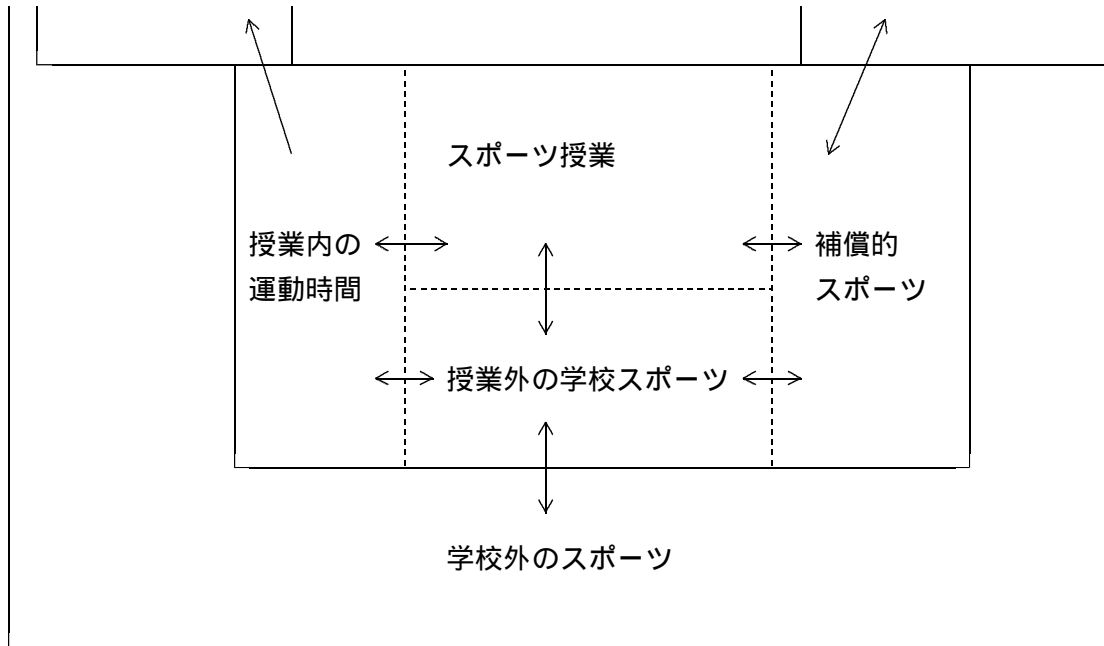 スポーツ授業
授業内の
運動時間
補償的
スポーツ
授業外の学校スポーツ
学校外のスポーツ